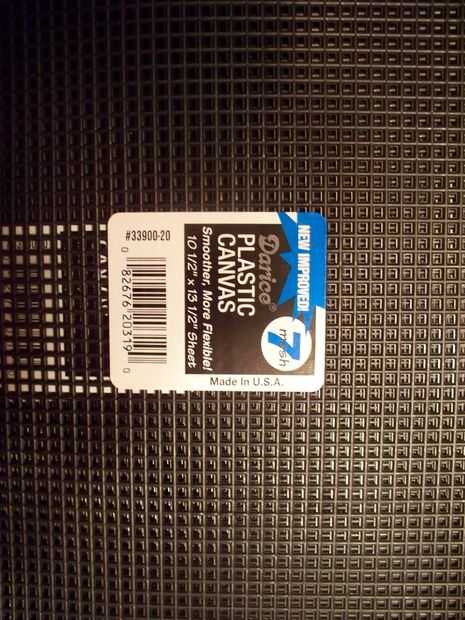 NEW IMPROVED!
Darice®
PLASTIC
CANVAS
Smoother, More Flexible!
10 1/2" x 13 1/2" Sheet
7
mesh
Made In U.S.A.
#33900-20
0 82676 20319 0